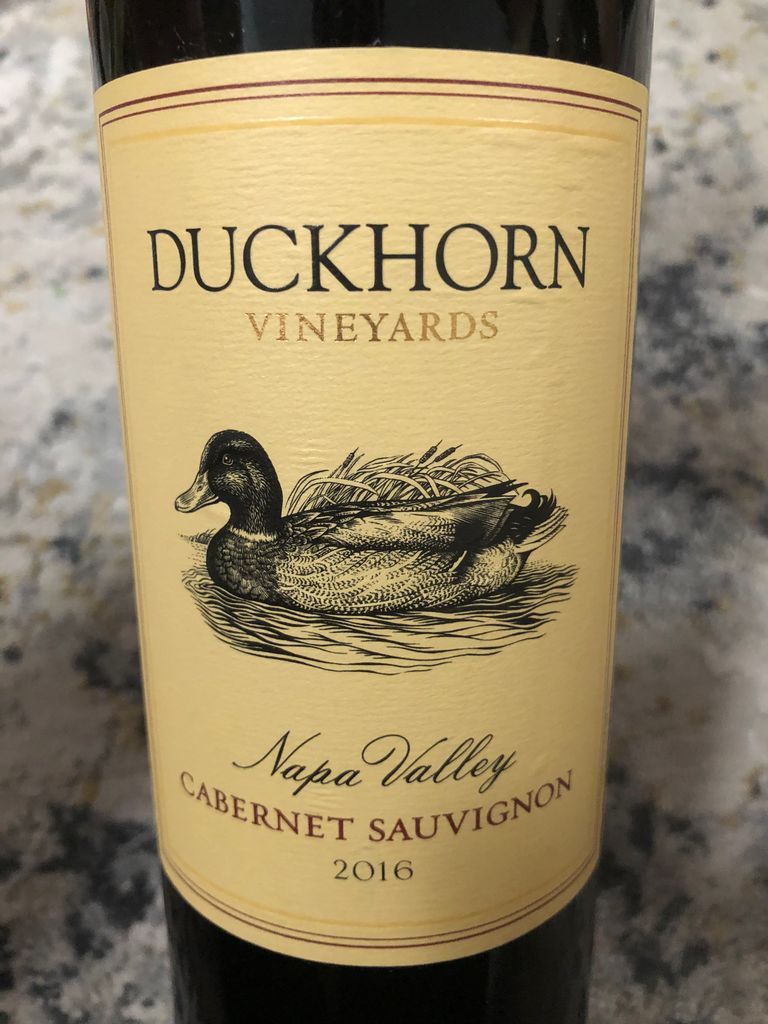 DUCKHORN
VINEYARDS
Napa Valley
CABERNET SAUVIGNON
2016